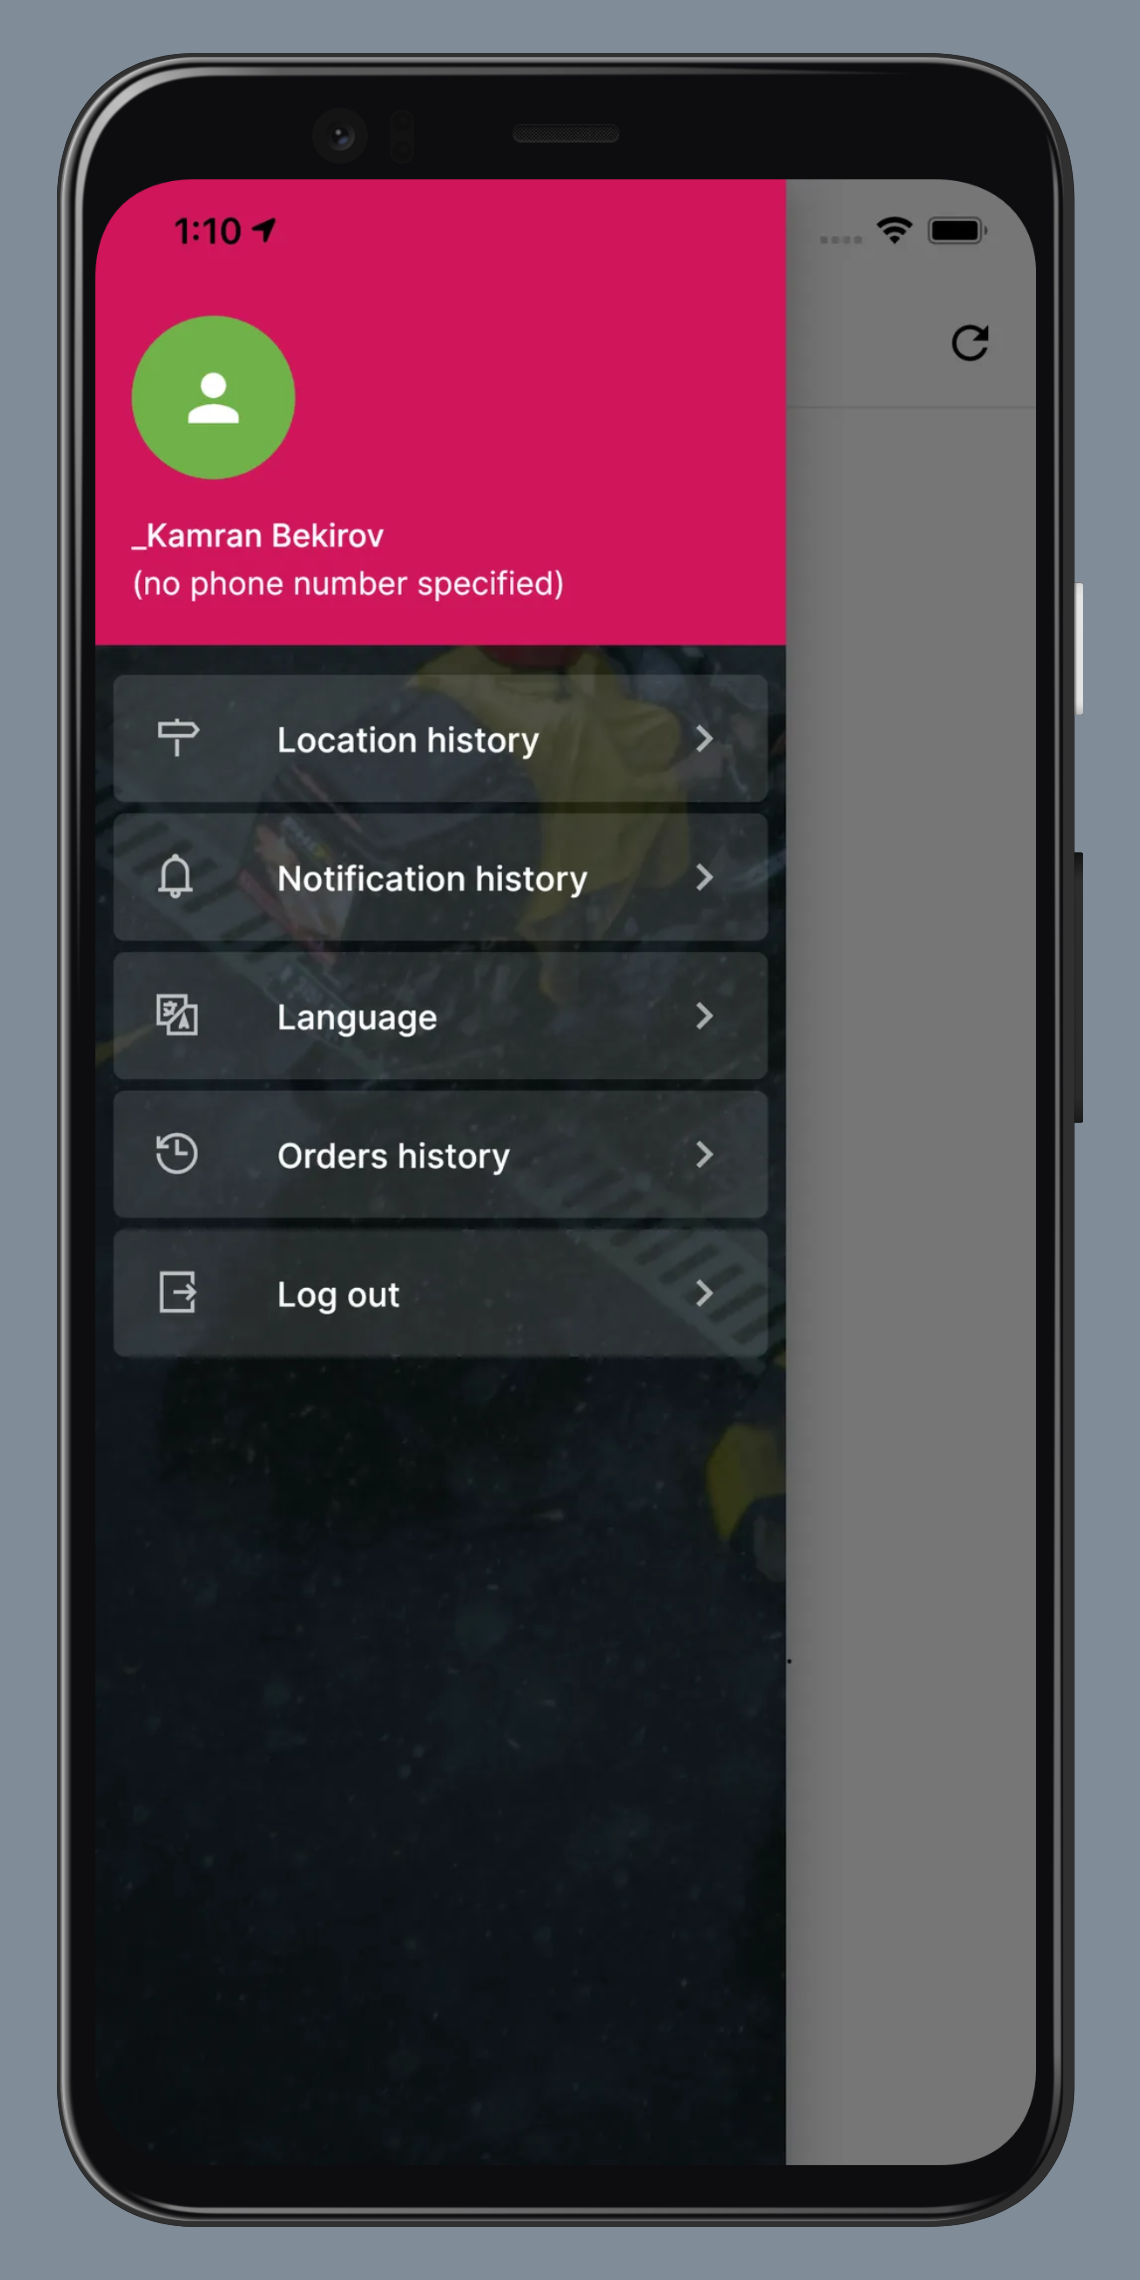 1:10
_Kamran Bekirov
(no phone number specified)
Location history
Notification history
Language
Orders history
Log out